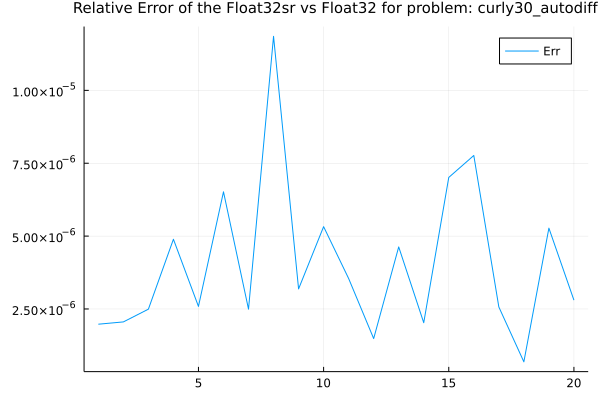 Relative Error of the Float32sr vs Float32 for problem: curly30_autodiff
Err
1.00×10⁻⁵
7.50×10⁻⁶
5.00×10⁻⁶
2.50×10⁻⁶
5 10 15 20